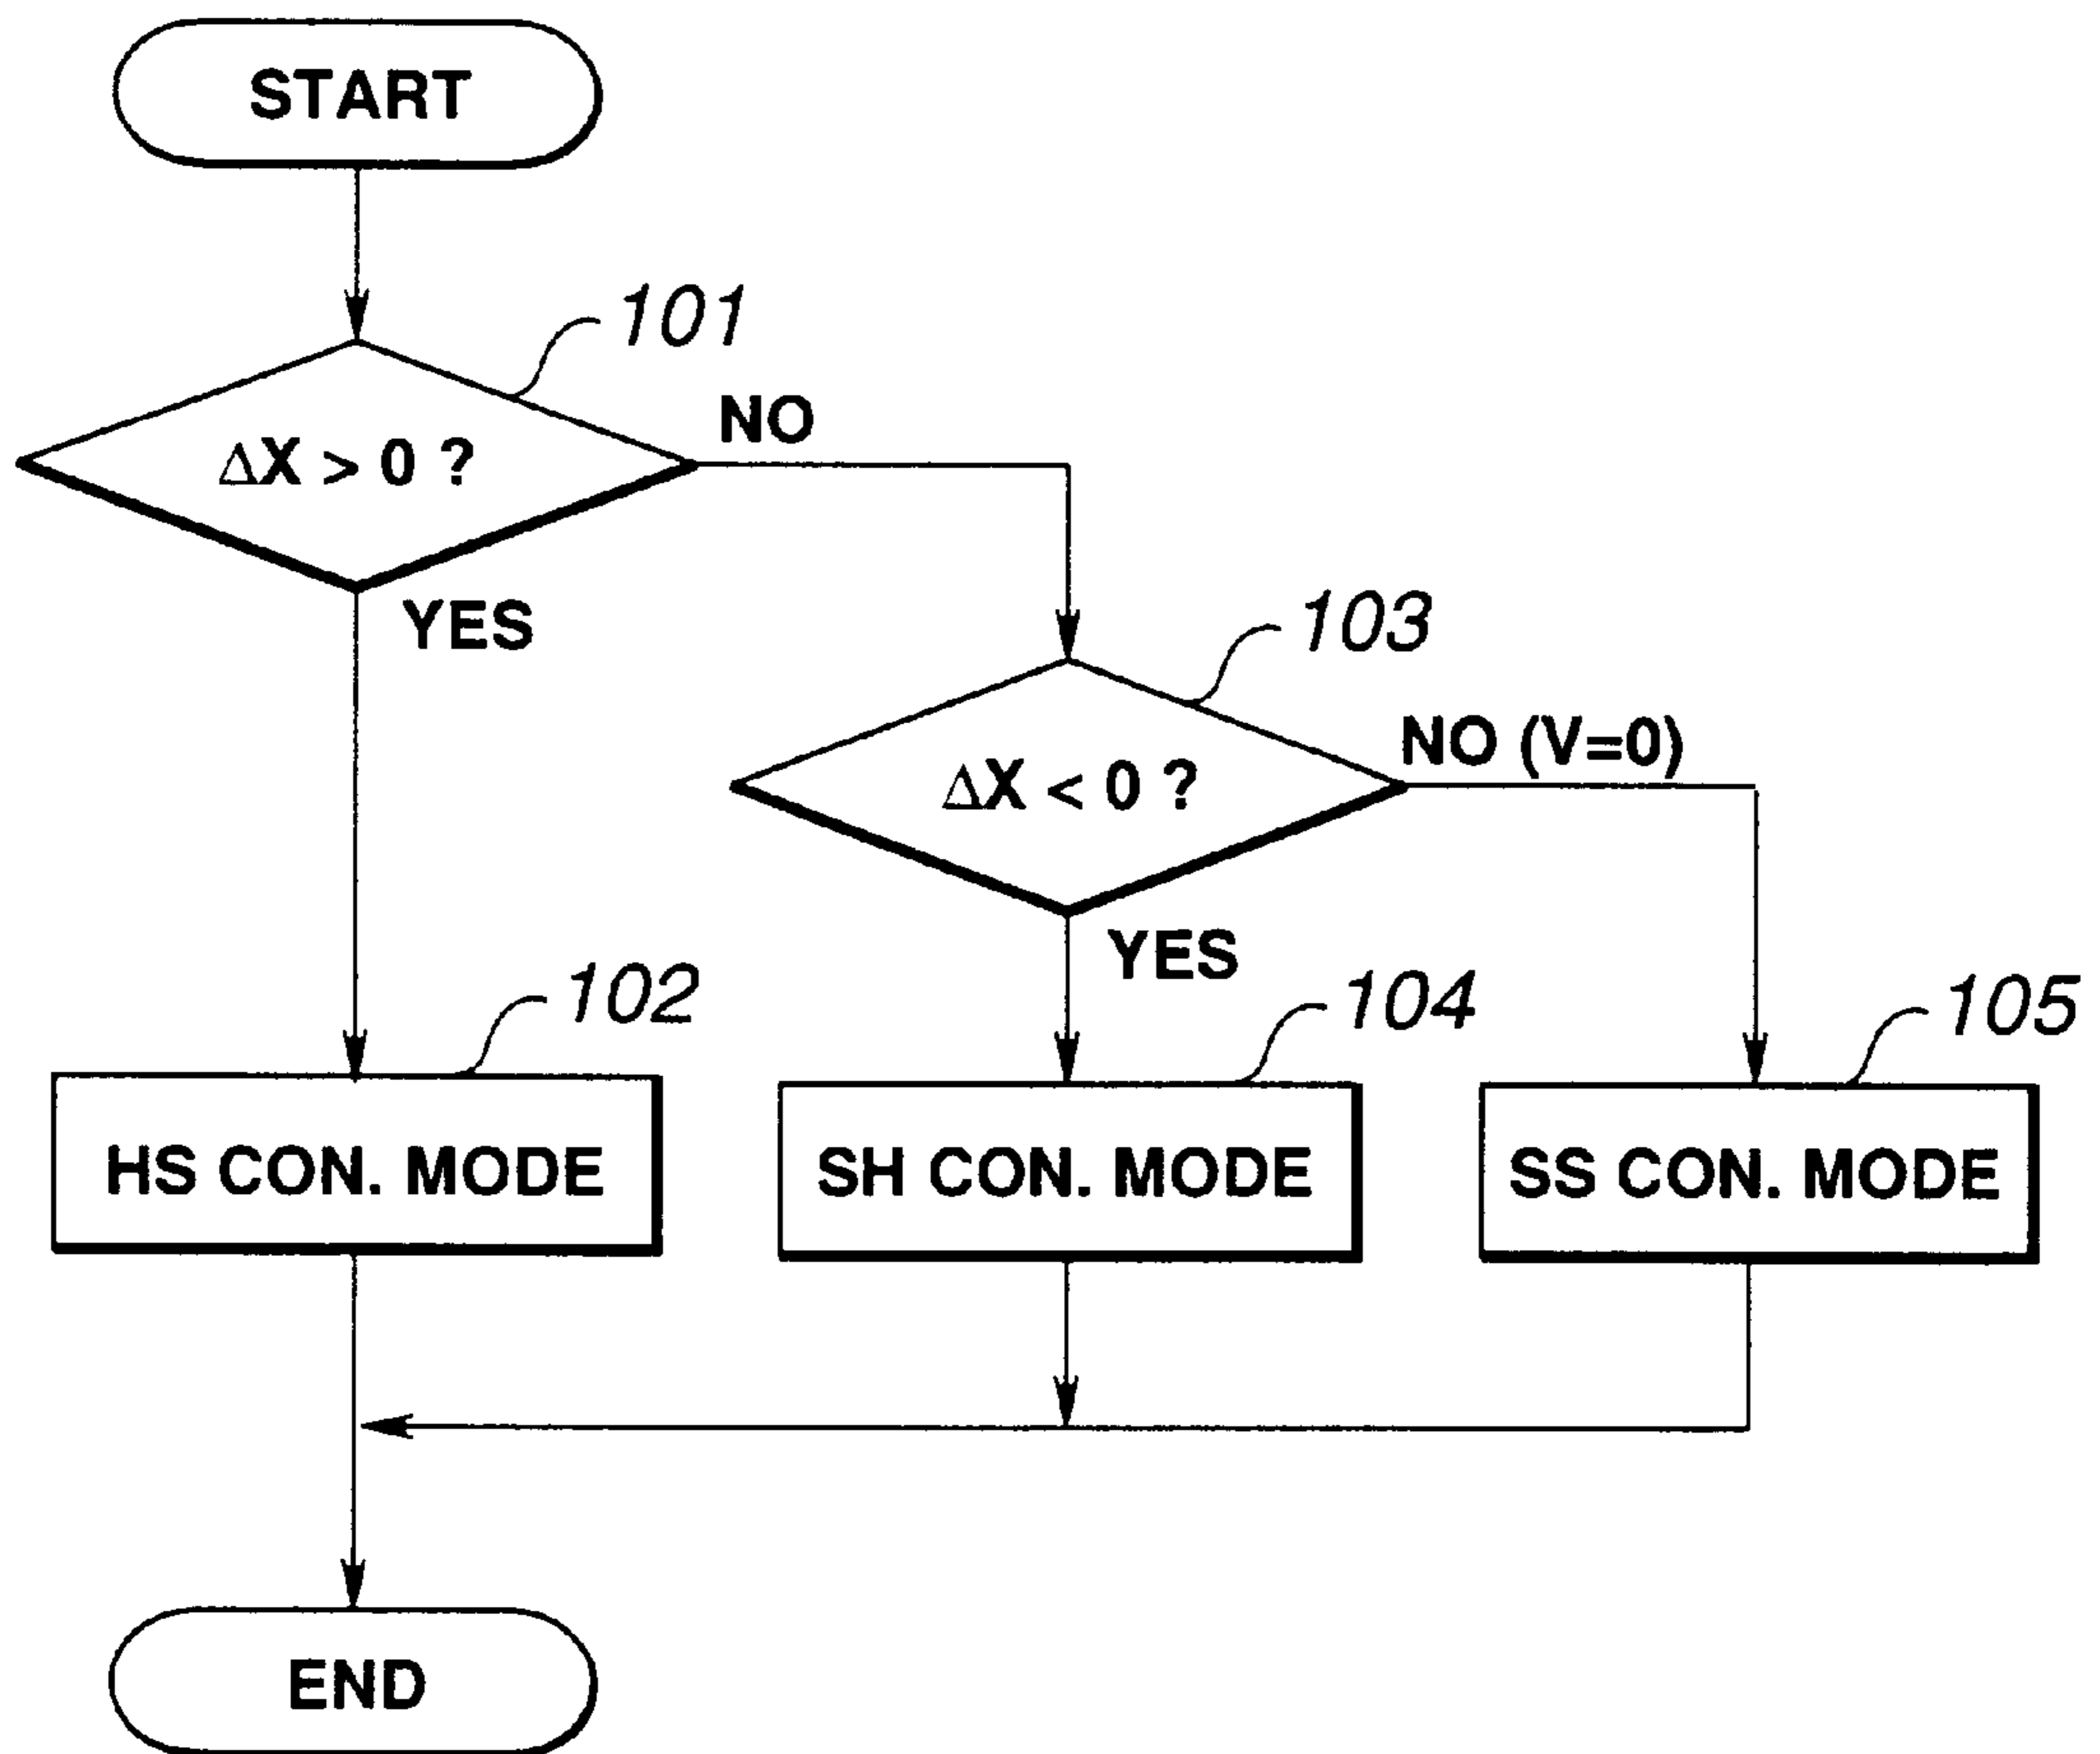 START
101
ΔX > 0 ?
NO
YES
103
ΔX < 0 ?
NO (V=0)
YES
102
104
105
HS CON. MODE
SH CON. MODE
SS CON. MODE
END